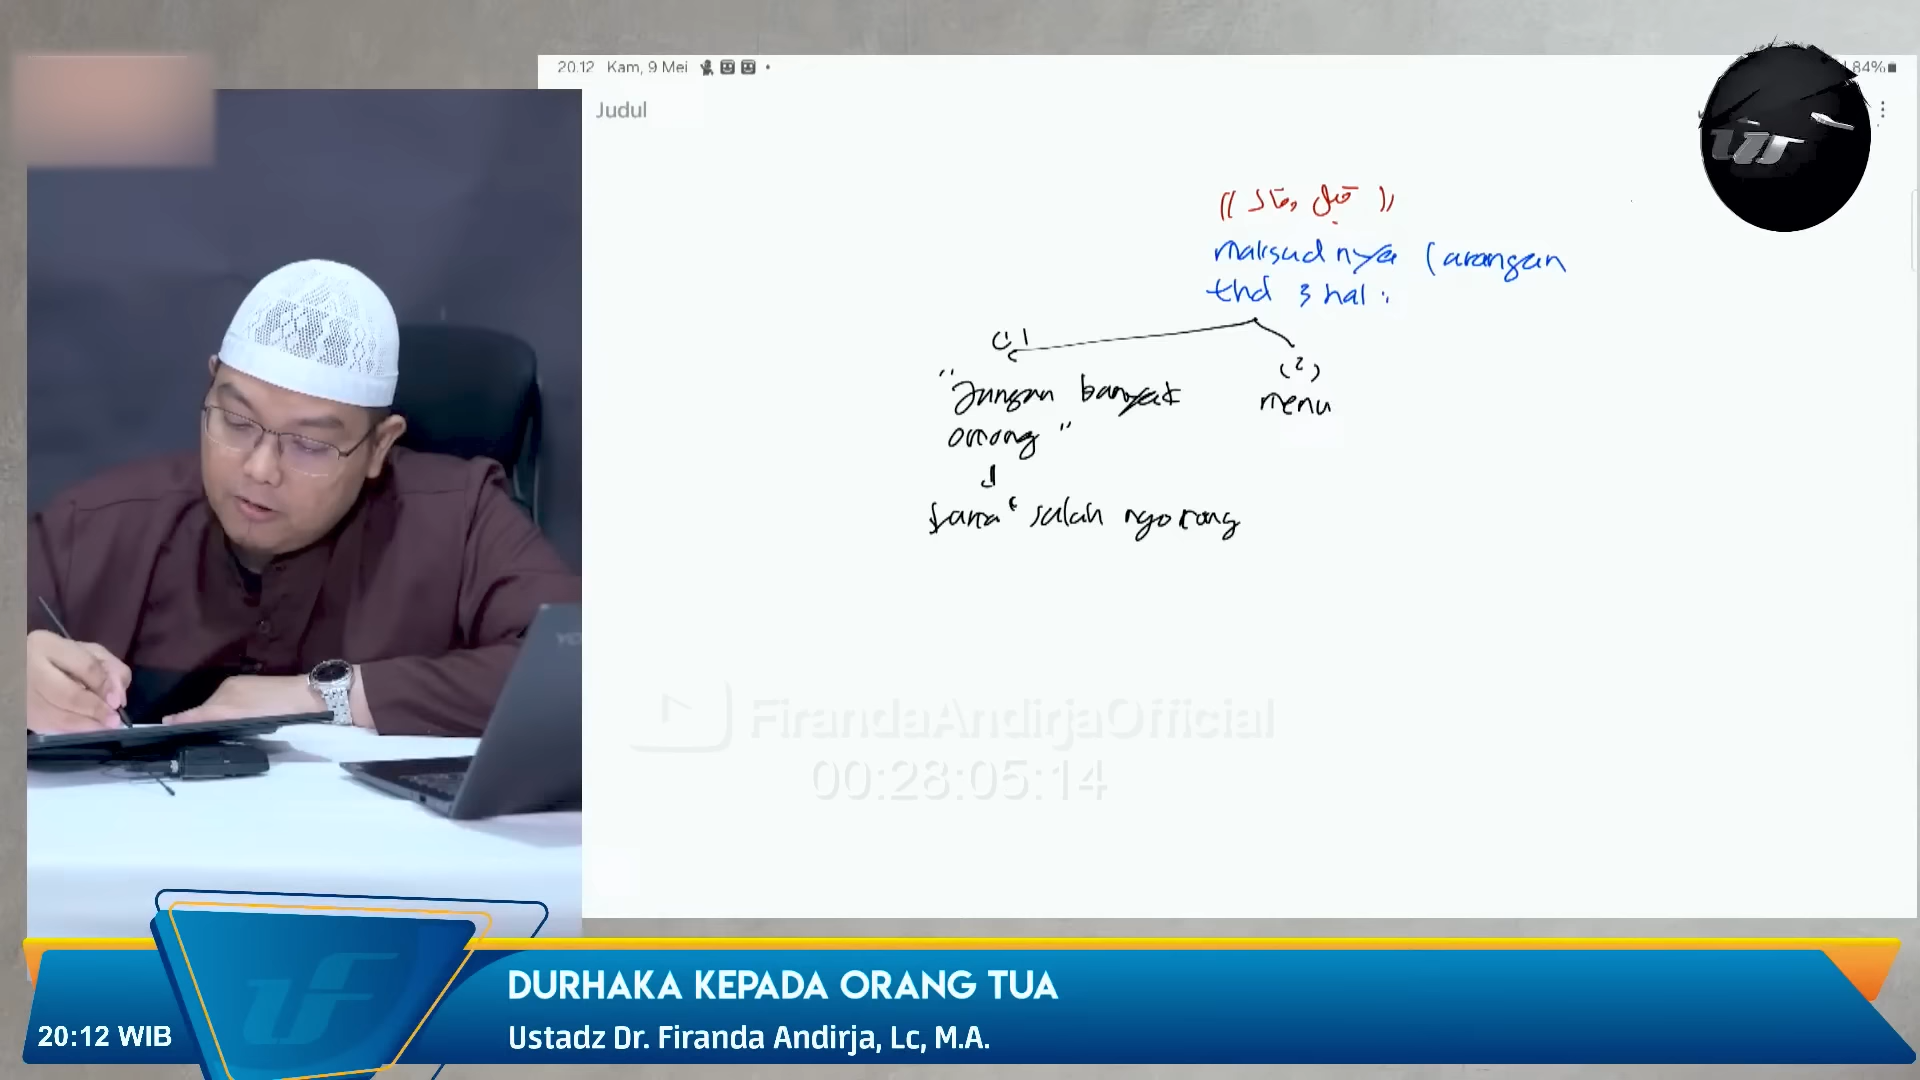 20.12 Kam, 9 Mei
84%
Judul
(( قيل وقال ))
maksudnya larangan
thd 3 hal :
(1)
(2)
"Jangan banyak
omong"
menu
salah ngomong
FirandaAndirjaOfficial
00:28:05:14
UF
DURHAKA KEPADA ORANG TUA
Ustadz Dr. Firanda Andirja, Lc, M.A.
20:12 WIB